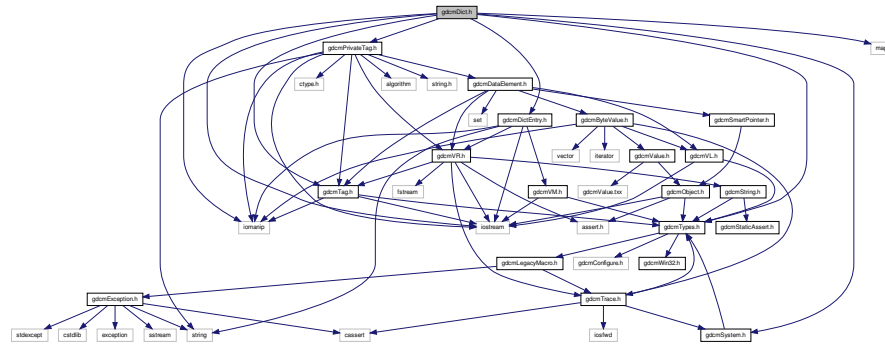 gdcmDict.h
gdcmPrivateTag.h
map
ctype.h
algorithm
string.h
gdcmDataElement.h
set
gdcmDictEntry.h
gdcmByteValue.h
gdcmSmartPointer.h
gdcmVR.h
vector
iterator
gdcmValue.h
gdcmVL.h
gdcmTag.h
fstream
gdcmVM.h
gdcmValue.txx
gdcmObject.h
gdcmString.h
iomanip
iostream
assert.h
gdcmTypes.h
gdcmStaticAssert.h
gdcmLegacyMacro.h
gdcmConfigure.h
gdcmWin32.h
gdcmException.h
gdcmTrace.h
stdexcept
cstdlib
exception
sstream
string
cassert
iosfwd
gdcmSystem.h